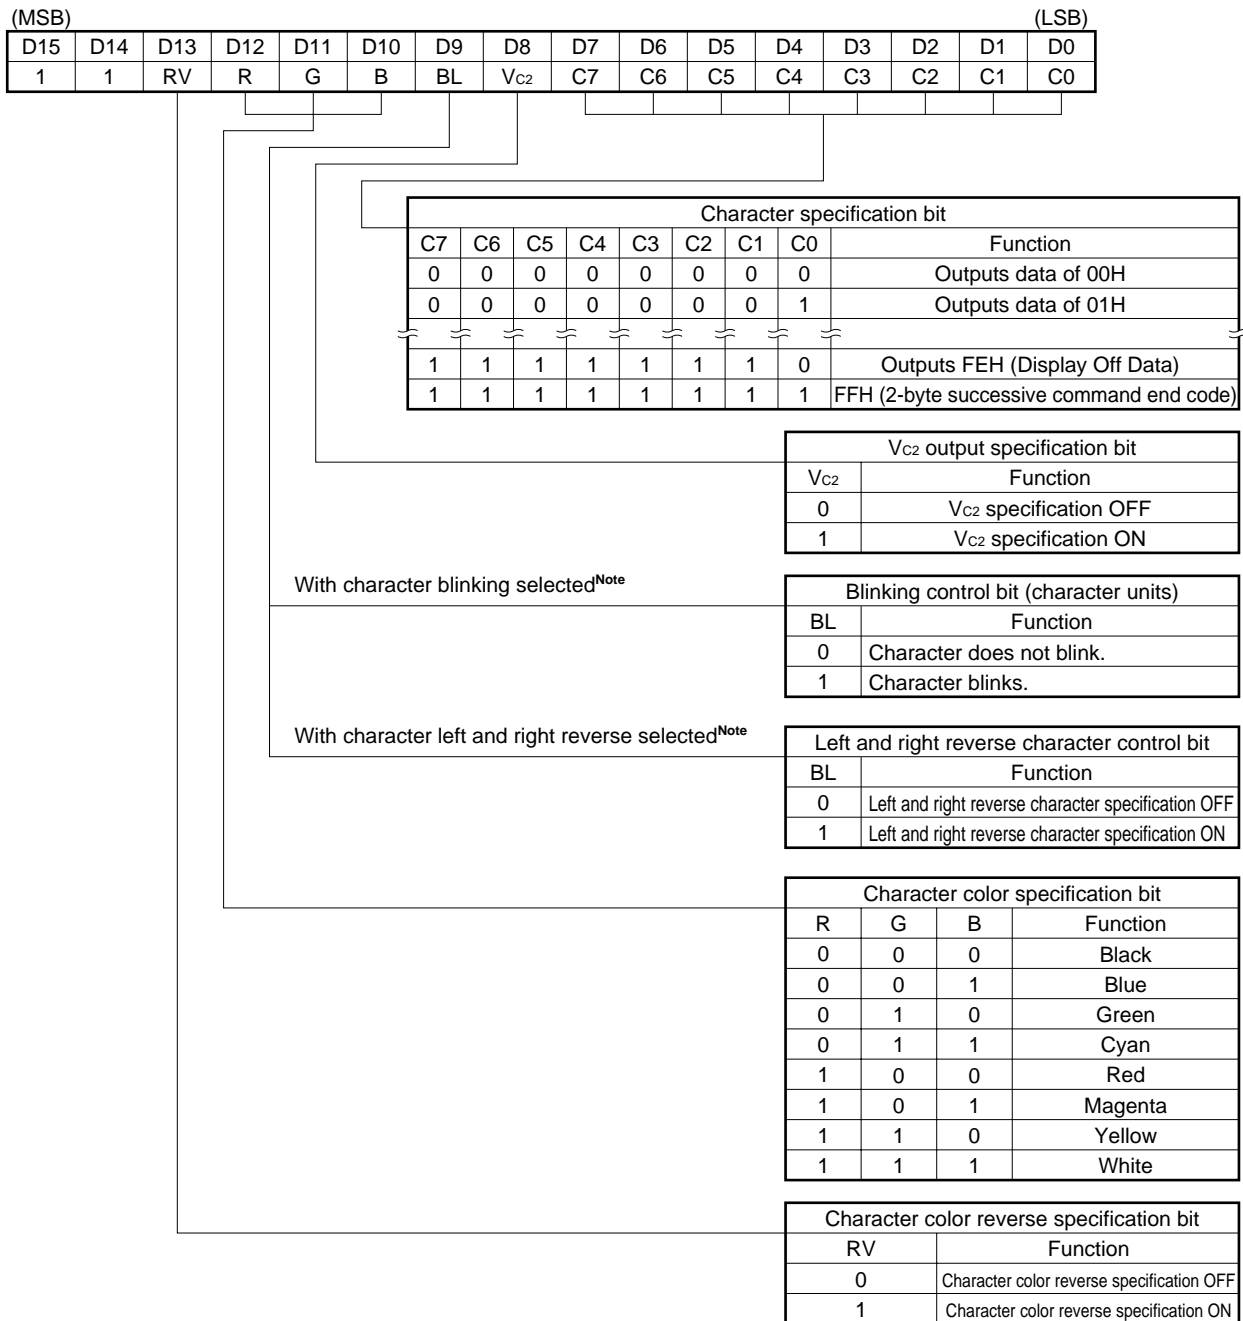 (MSB) (LSB)
D15 D14 D13 D12 D11 D10 D9 D8 D7 D6 D5 D4 D3 D2 D1 D0
1 1 RV R G B BL VC2 C7 C6 C5 C4 C3 C2 C1 C0
Character specification bit
C7 C6 C5 C4 C3 C2 C1 C0 Function
0 0 0 0 0 0 0 0 Outputs data of 00H
0 0 0 0 0 0 0 1 Outputs data of 01H
1 1 1 1 1 1 1 0 Outputs FEH (Display Off Data)
1 1 1 1 1 1 1 1 FFH (2-byte successive command end code)
VC2 output specification bit
VC2 Function
0 VC2 specification OFF
1 VC2 specification ON
With character blinking selectedNote
Blinking control bit (character units)
BL Function
0 Character does not blink.
1 Character blinks.
With character left and right reverse selectedNote
Left and right reverse character control bit
BL Function
0 Left and right reverse character specification OFF
1 Left and right reverse character specification ON
Character color specification bit
R G B Function
0 0 0 Black
0 0 1 Blue
0 1 0 Green
0 1 1 Cyan
1 0 0 Red
1 0 1 Magenta
1 1 0 Yellow
1 1 1 White
Character color reverse specification bit
RV Function
0 Character color reverse specification OFF
1 Character color reverse specification ON